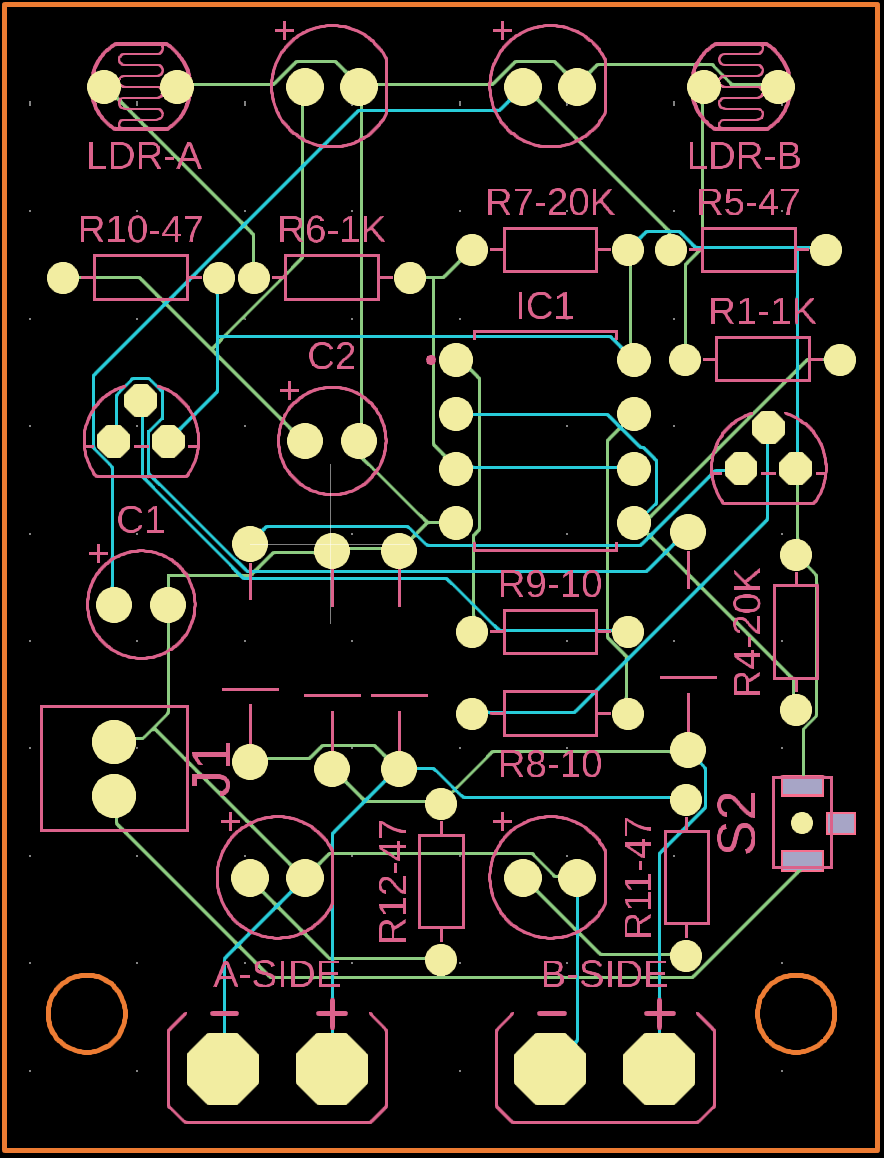 + +
LDR-A LDR-B
R7-20K R5-47
R10-47 R6-1K
IC1 R1-1K
C2
+
C1
+
R9-10
R4-20K
J1 R8-10
S2
+ +
R12-47 R11-47
A-SIDE B-SIDE
- + - +